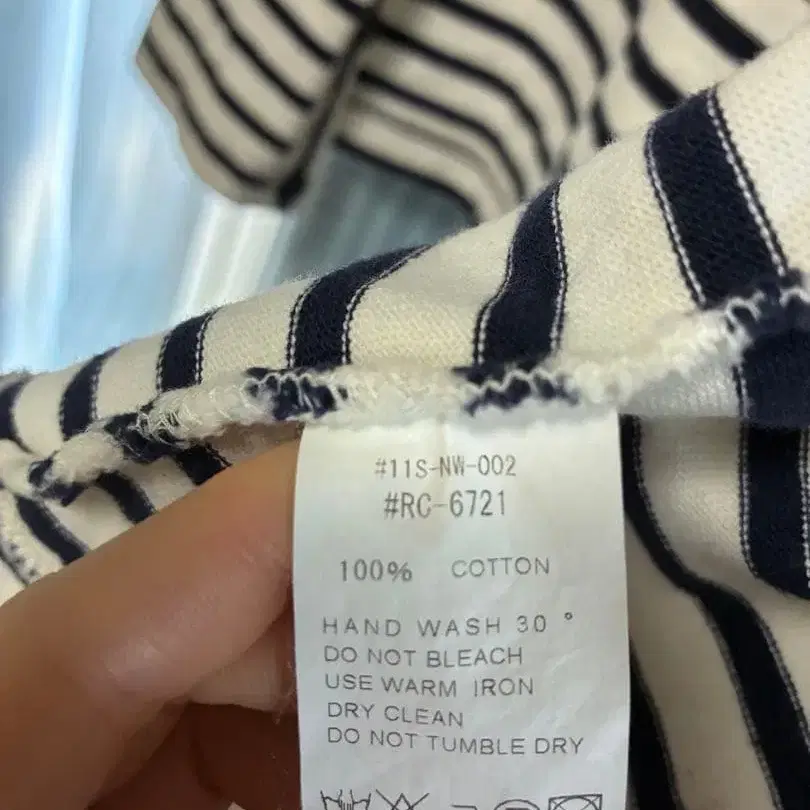 #11S-NW-002
#RC-6721
100% COTTON
HAND WASH 30 °
DO NOT BLEACH
USE WARM IRON
DRY CLEAN
DO NOT TUMBLE DRY